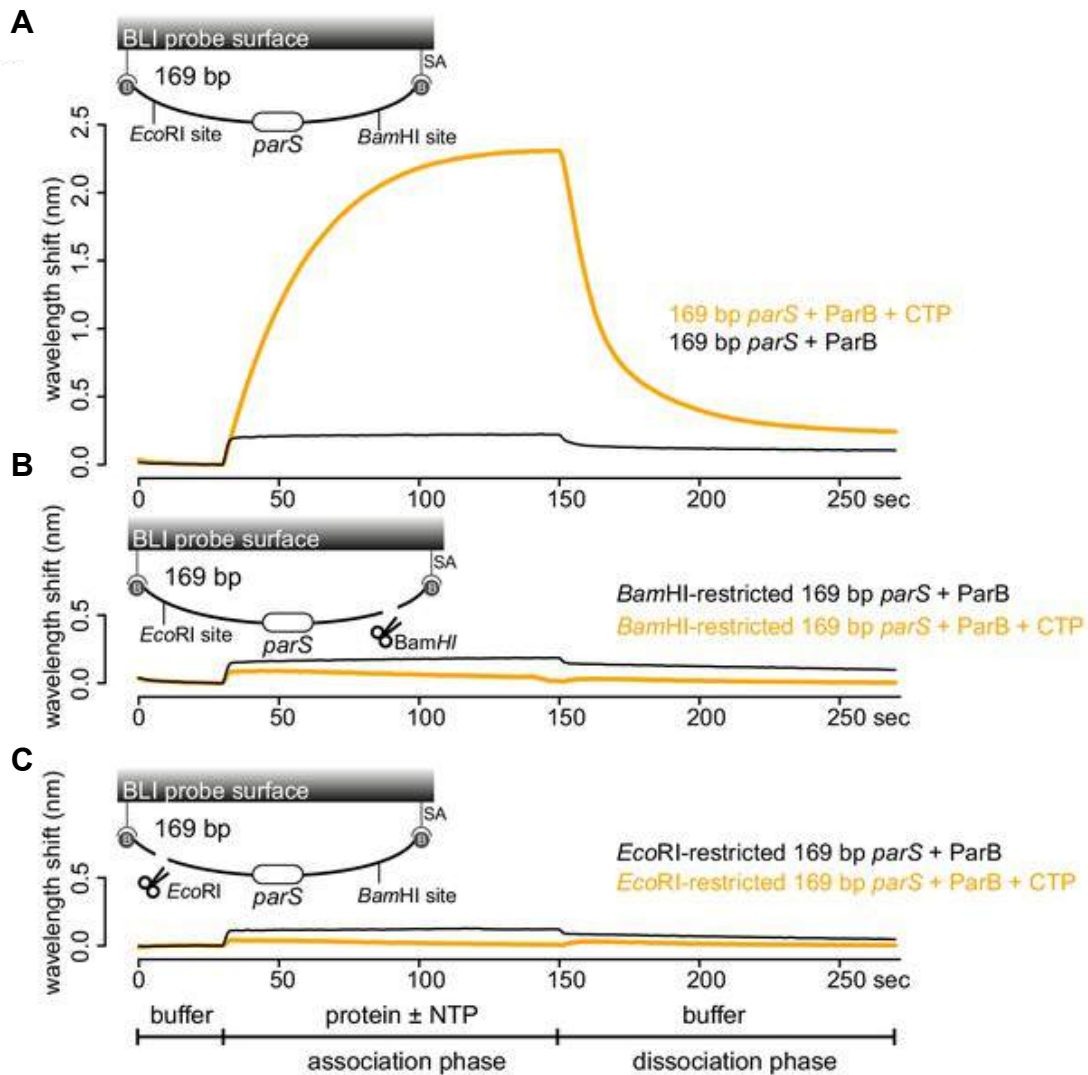 A
BLI probe surface
SA
B
B
169 bp
EcoRI site
BamHI site
parS
wavelength shift (nm)
2.5
2.0
1.5
1.0
0.5
0.0
169 bp parS + ParB + CTP
169 bp parS + ParB
0 50 100 150 200 250 sec
B
BLI probe surface
SA
B
B
169 bp
EcoRI site
parS
BamHI
wavelength shift (nm)
0.5
0.0
BamHI-restricted 169 bp parS + ParB
BamHI-restricted 169 bp parS + ParB + CTP
0 50 100 150 200 250 sec
C
BLI probe surface
SA
B
B
169 bp
EcoRI
parS
BamHI site
wavelength shift (nm)
0.5
0.0
EcoRI-restricted 169 bp parS + ParB
EcoRI-restricted 169 bp parS + ParB + CTP
0 50 100 150 200 250 sec
buffer protein ± NTP buffer
association phase dissociation phase